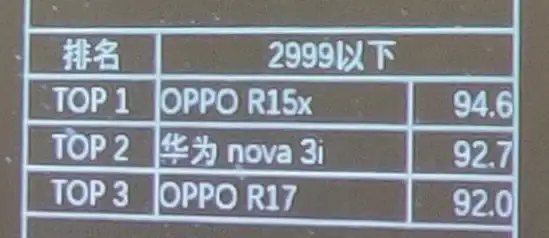 排名 2999以下
TOP 1 OPPO R15x 94.6
TOP 2 华为 nova 3i 92.7
TOP 3 OPPO R17 92.0